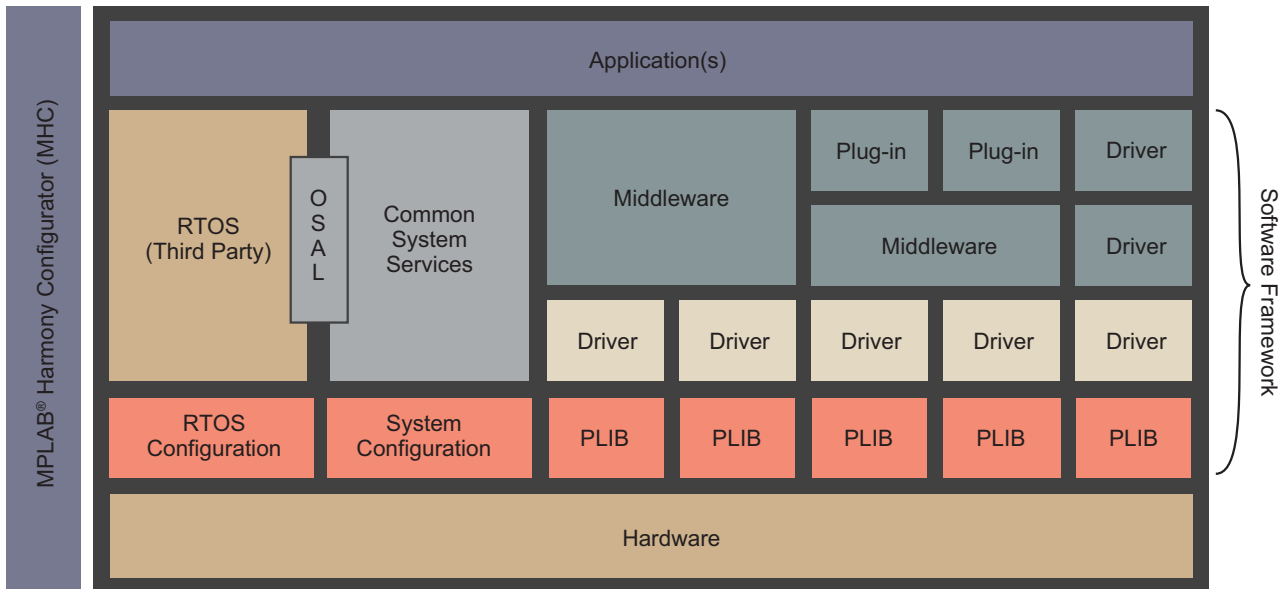 MPLAB® Harmony Configurator (MHC)
Application(s)
RTOS
(Third Party)
O
S
A
L
Common
System
Services
Middleware
Plug-in
Plug-in
Driver
Middleware
Driver
Driver
Driver
Driver
Driver
Driver
RTOS
Configuration
System
Configuration
PLIB
PLIB
PLIB
PLIB
PLIB
Hardware
Software Framework